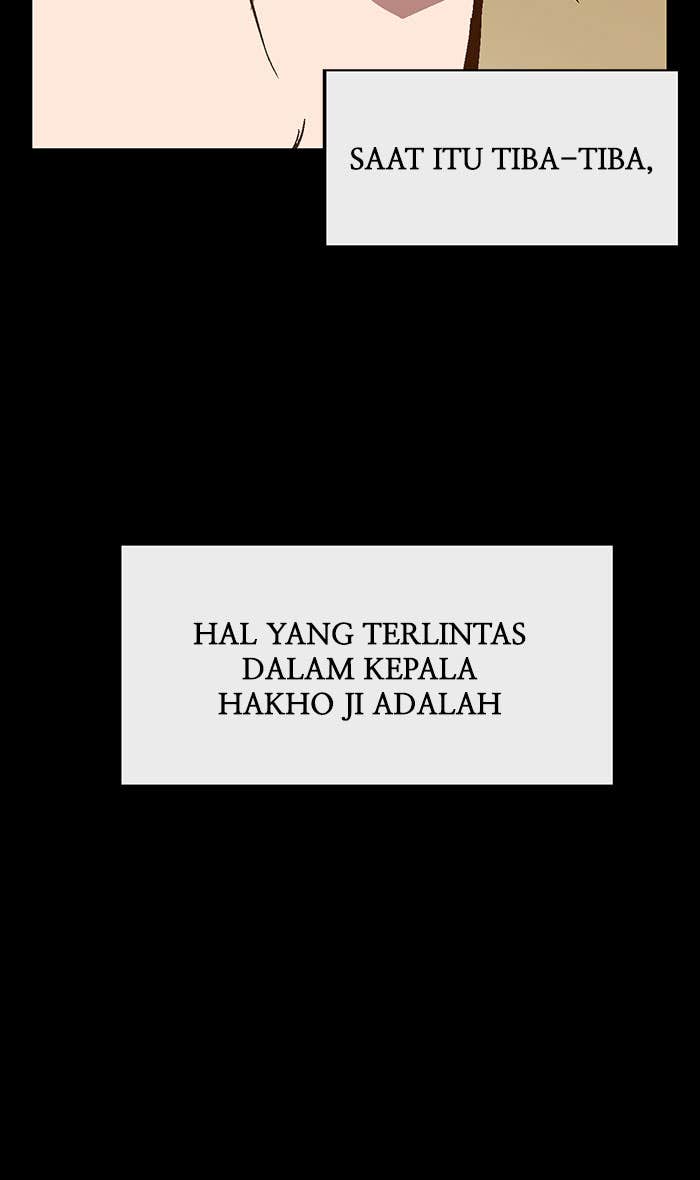 SAAT ITU TIBA-TIBA,
HAL YANG TERLINTAS
DALAM KEPALA
HAKHO JI ADALAH